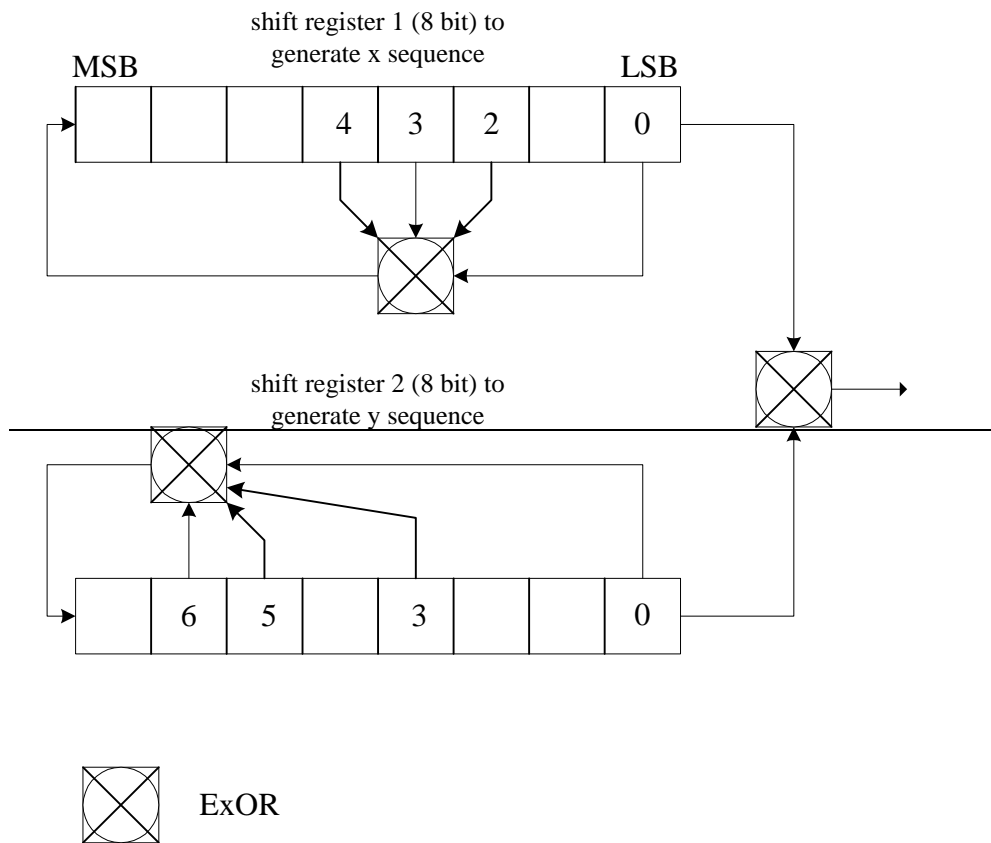 shift register 1 (8 bit) to
generate x sequence
MSB
LSB
4 3 2 0
shift register 2 (8 bit) to
generate y sequence
6 5 3 0
ExOR